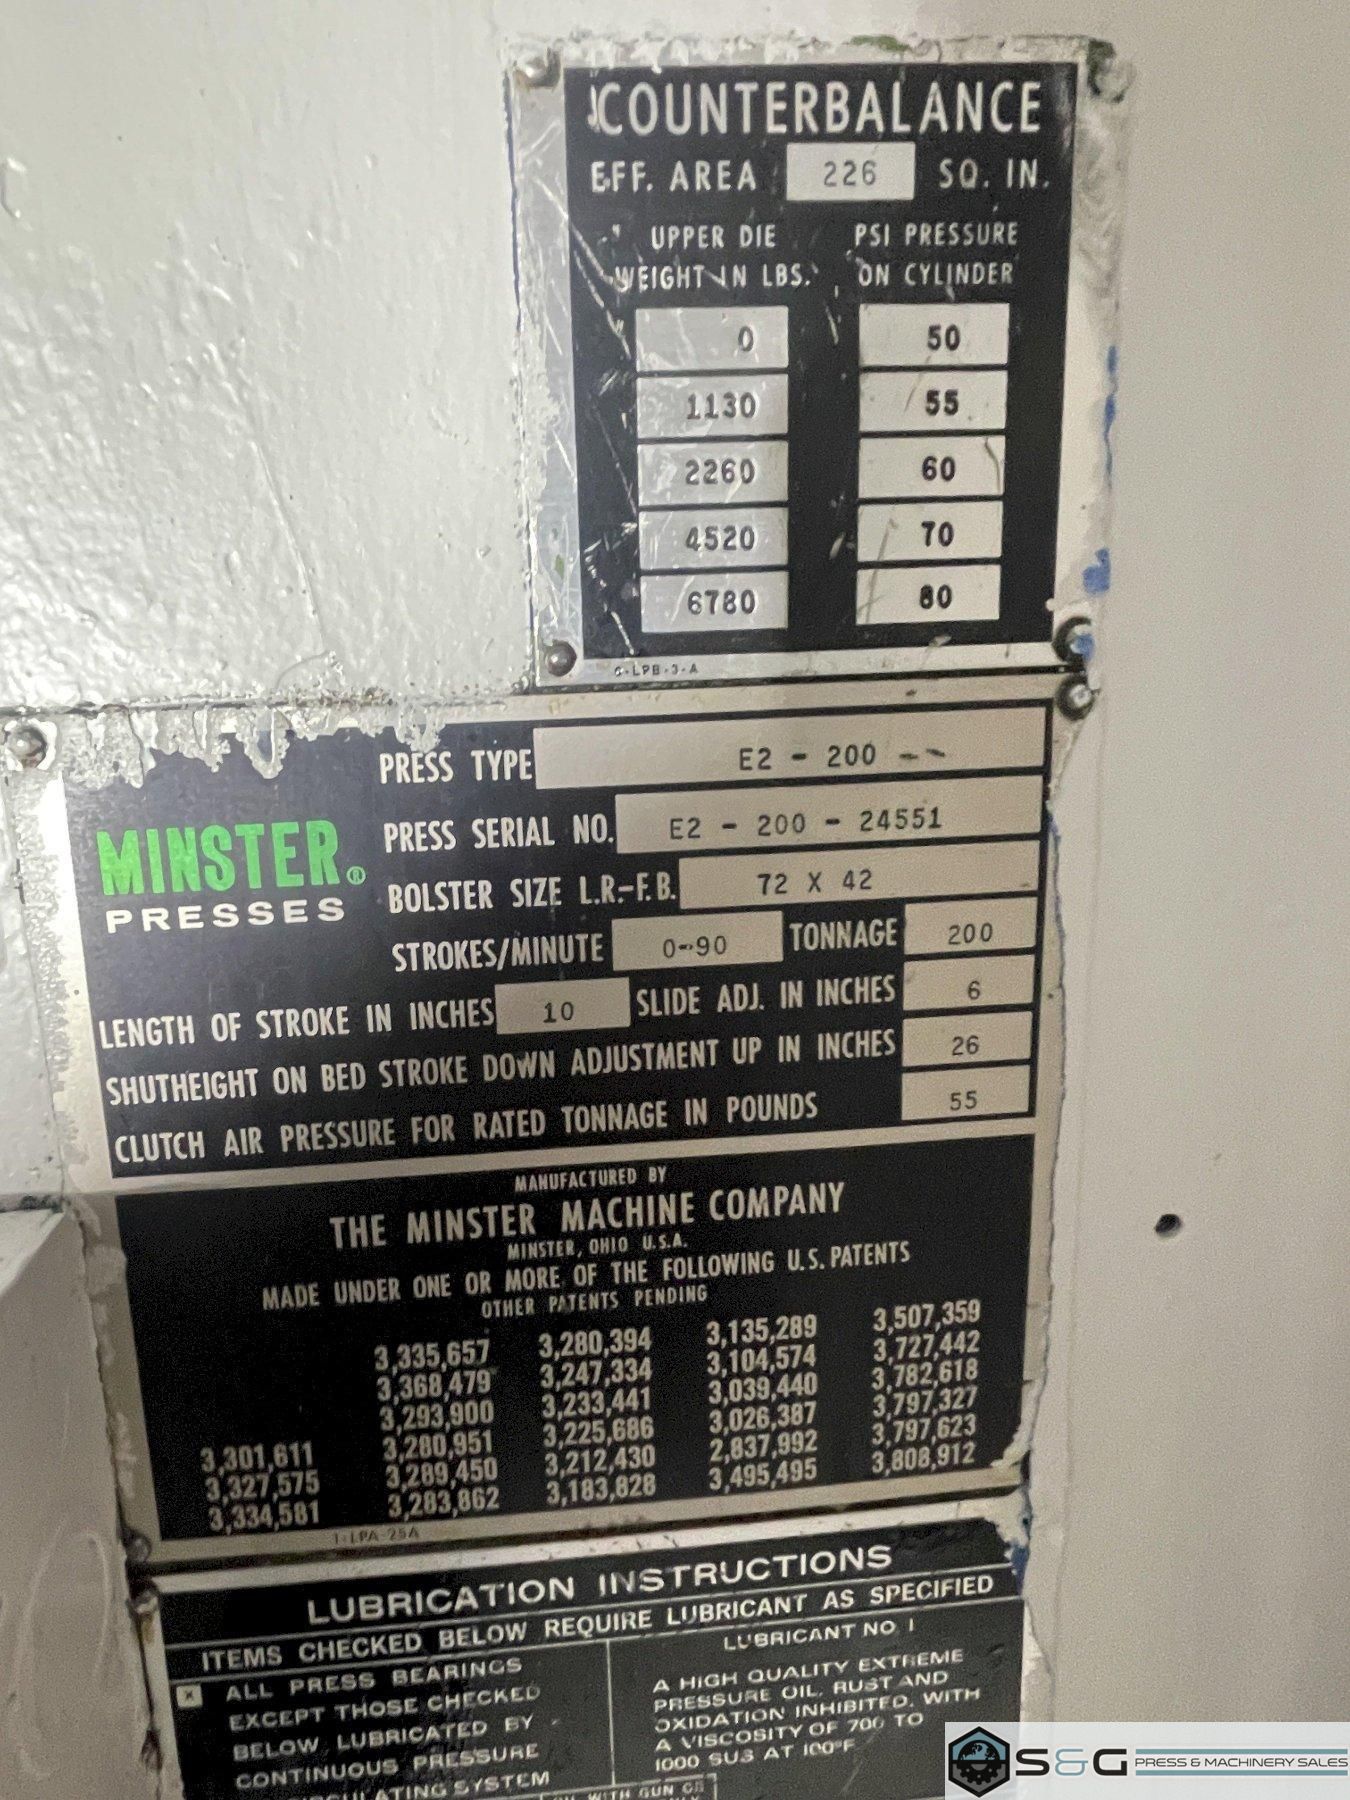 COUNTERBALANCE
EFF. AREA 226 SQ. IN.
UPPER DIE PSI PRESSURE
WEIGHT IN LBS. ON CYLINDER
0 50
1130 55
2260 60
4520 70
6780 80
G-LPB-3-A
PRESS TYPE E2 - 200 --
MINSTER®
PRESSES
PRESS SERIAL NO. E2 - 200 - 24551
BOLSTER SIZE L.R.-F.B. 72 X 42
STROKES/MINUTE 0-90 TONNAGE 200
LENGTH OF STROKE IN INCHES 10 SLIDE ADJ. IN INCHES 6
SHUTHEIGHT ON BED STROKE DOWN ADJUSTMENT UP IN INCHES 26
CLUTCH AIR PRESSURE FOR RATED TONNAGE IN POUNDS 55
MANUFACTURED BY
THE MINSTER MACHINE COMPANY
MINSTER, OHIO U.S.A.
MADE UNDER ONE OR MORE OF THE FOLLOWING U.S. PATENTS
OTHER PATENTS PENDING
3,335,657 3,280,394 3,135,289 3,507,359
3,368,479 3,247,334 3,104,574 3,727,442
3,293,900 3,233,441 3,039,440 3,782,618
3,301,611 3,280,951 3,225,686 3,026,387 3,797,327
3,327,575 3,289,450 3,212,430 2,837,992 3,797,623
3,334,581 3,283,862 3,183,828 3,495,495 3,808,912
1-LPA-25A
LUBRICATION INSTRUCTIONS
ITEMS CHECKED BELOW REQUIRE LUBRICANT AS SPECIFIED
X ALL PRESS BEARINGS
EXCEPT THOSE CHECKED
BELOW LUBRICATED BY
CONTINUOUS PRESSURE
SYSTEM
LUBRICANT NO. 1
A HIGH QUALITY EXTREME
PRESSURE OIL, RUST AND
OXIDATION INHIBITED, WITH
A VISCOSITY OF 700 TO
1000 SUS AT 100°F
WITH GUN OR
S&G PRESS & MACHINERY SALES